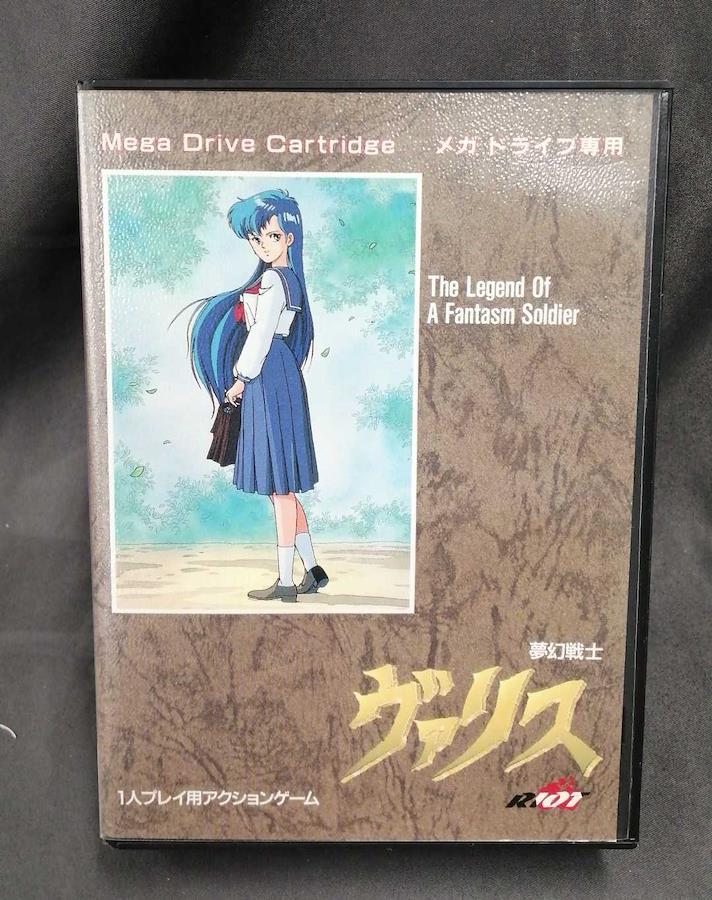 Mega Drive Cartridge メガドライブ専用
The Legend Of
A Fantasm Soldier
夢幻戦士
ヴァリス
RIOT
1人プレイ用アクションゲーム